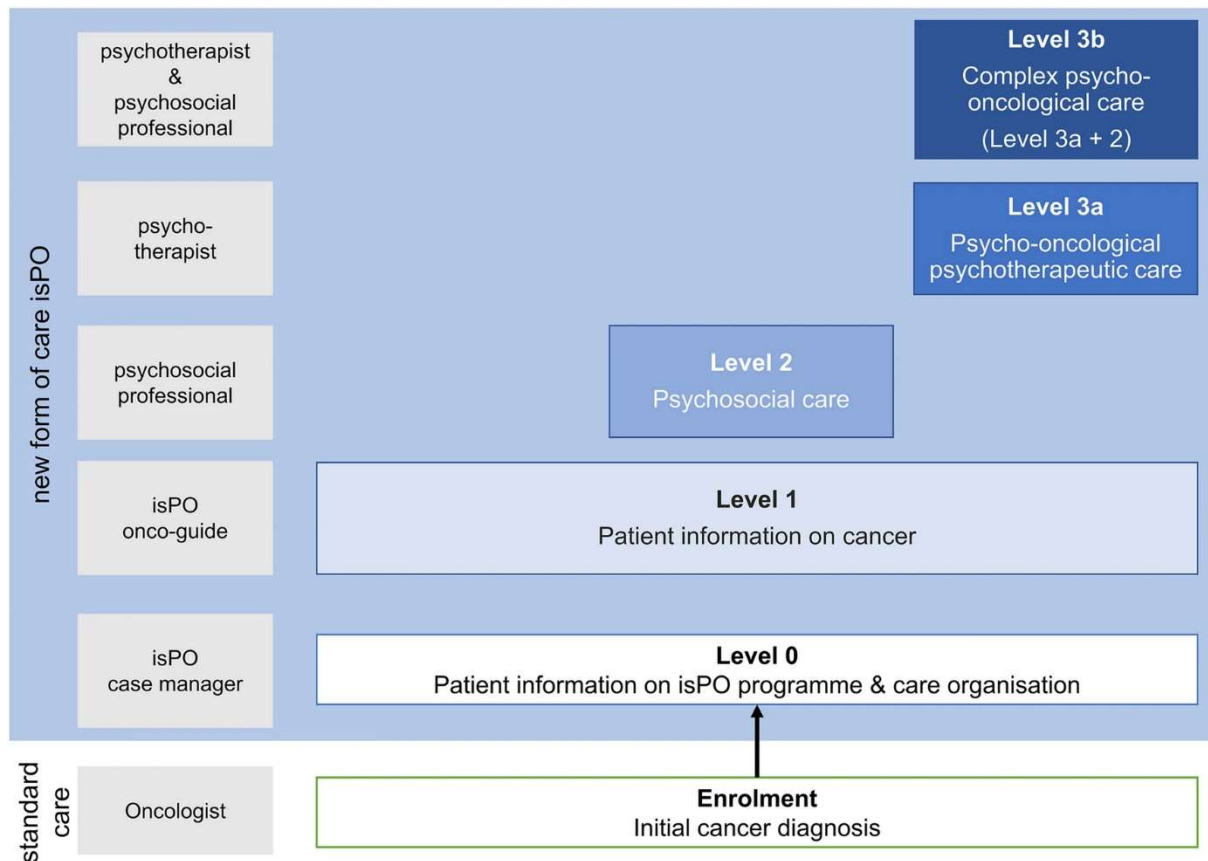 new form of care isPO
psychotherapist
&
psychosocial
professional
Level 3b
Complex psycho-
oncological care
(Level 3a + 2)
psycho-
therapist
Level 3a
Psycho-oncological
psychotherapeutic care
psychosocial
professional
Level 2
Psychosocial care
isPO
onco-guide
Level 1
Patient information on cancer
isPO
case manager
Level 0
Patient information on isPO programme & care organisation
standard
care
Oncologist
Enrolment
Initial cancer diagnosis